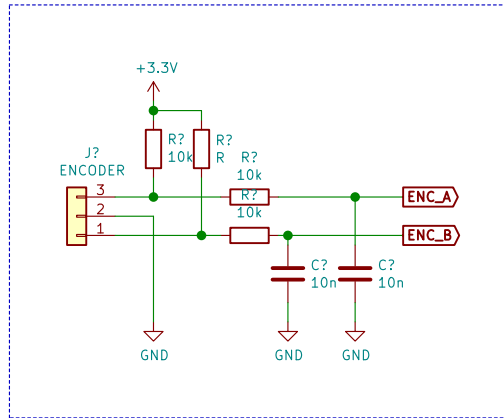 +3.3V
R?
10k
R?
R
J?
ENCODER
R?
10k
3
2
1
R?
10k
ENC_A
ENC_B
C?
10n
C?
10n
GND
GND
GND